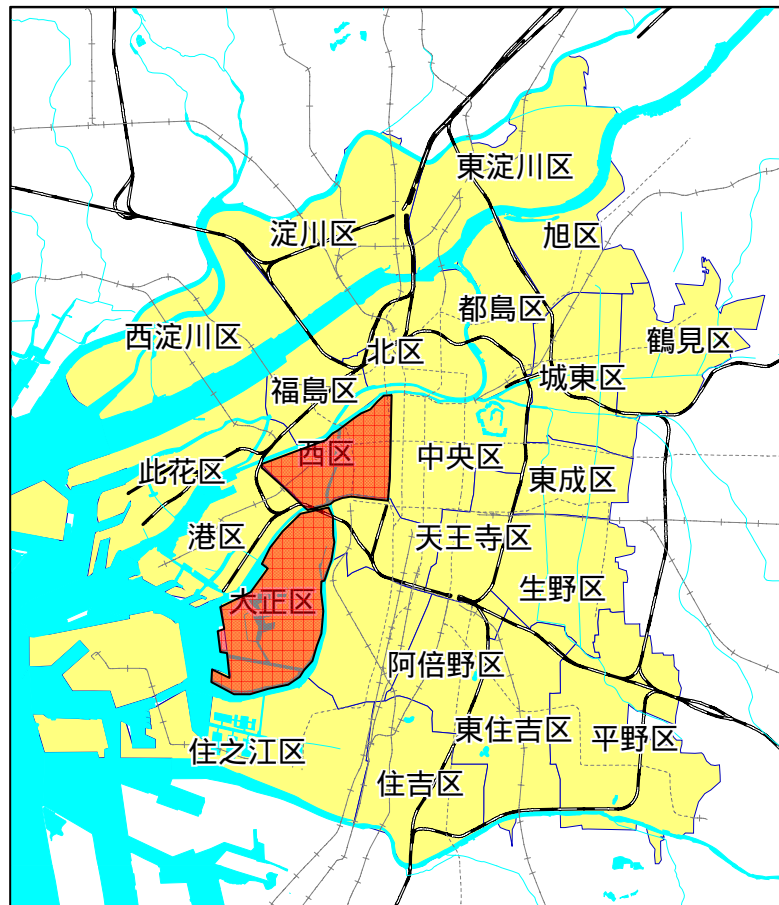 東淀川区
淀川区
旭区
都島区
西淀川区
鶴見区
北区
城東区
福島区
西区
中央区
此花区
東成区
港区
天王寺区
生野区
大正区
阿倍野区
東住吉区
平野区
住之江区
住吉区